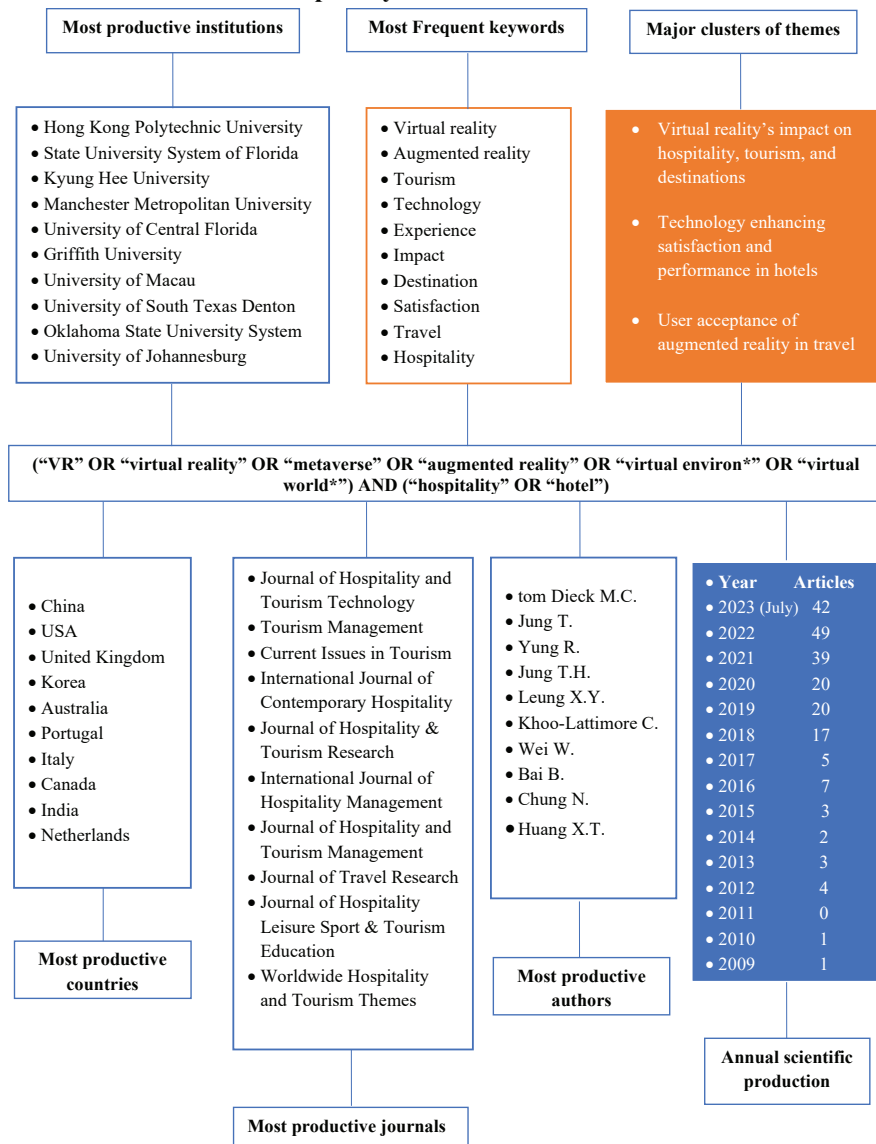 Most productive institutions
• Hong Kong Polytechnic University
• State University System of Florida
• Kyung Hee University
• Manchester Metropolitan University
• University of Central Florida
• Griffith University
• University of Macau
• University of South Texas Denton
• Oklahoma State University System
• University of Johannesburg
Most Frequent keywords
• Virtual reality
• Augmented reality
• Tourism
• Technology
• Experience
• Impact
• Destination
• Satisfaction
• Travel
• Hospitality
Major clusters of themes
• Virtual reality’s impact on
hospitality, tourism, and
destinations
• Technology enhancing
satisfaction and
performance in hotels
• User acceptance of
augmented reality in travel
(“VR” OR “virtual reality” OR “metaverse” OR “augmented reality” OR “virtual environ*” OR “virtual
world*”) AND (“hospitality” OR “hotel”)
• China
• USA
• United Kingdom
• Korea
• Australia
• Portugal
• Italy
• Canada
• India
• Netherlands
Most productive
countries
• Journal of Hospitality and
Tourism Technology
• Tourism Management
• Current Issues in Tourism
• International Journal of
Contemporary Hospitality
• Journal of Hospitality &
Tourism Research
• International Journal of
Hospitality Management
• Journal of Hospitality and
Tourism Management
• Journal of Travel Research
• Journal of Hospitality
Leisure Sport & Tourism
Education
• Worldwide Hospitality
and Tourism Themes
Most productive journals
• tom Dieck M.C.
• Jung T.
• Yung R.
• Jung T.H.
• Leung X.Y.
• Khoo-Lattimore C.
• Wei W.
• Bai B.
• Chung N.
• Huang X.T.
Most productive
authors
• Year Articles
• 2023 (July) 42
• 2022 49
• 2021 39
• 2020 20
• 2019 20
• 2018 17
• 2017 5
• 2016 7
• 2015 3
• 2014 2
• 2013 3
• 2012 4
• 2011 0
• 2010 1
• 2009 1
Annual scientific
production